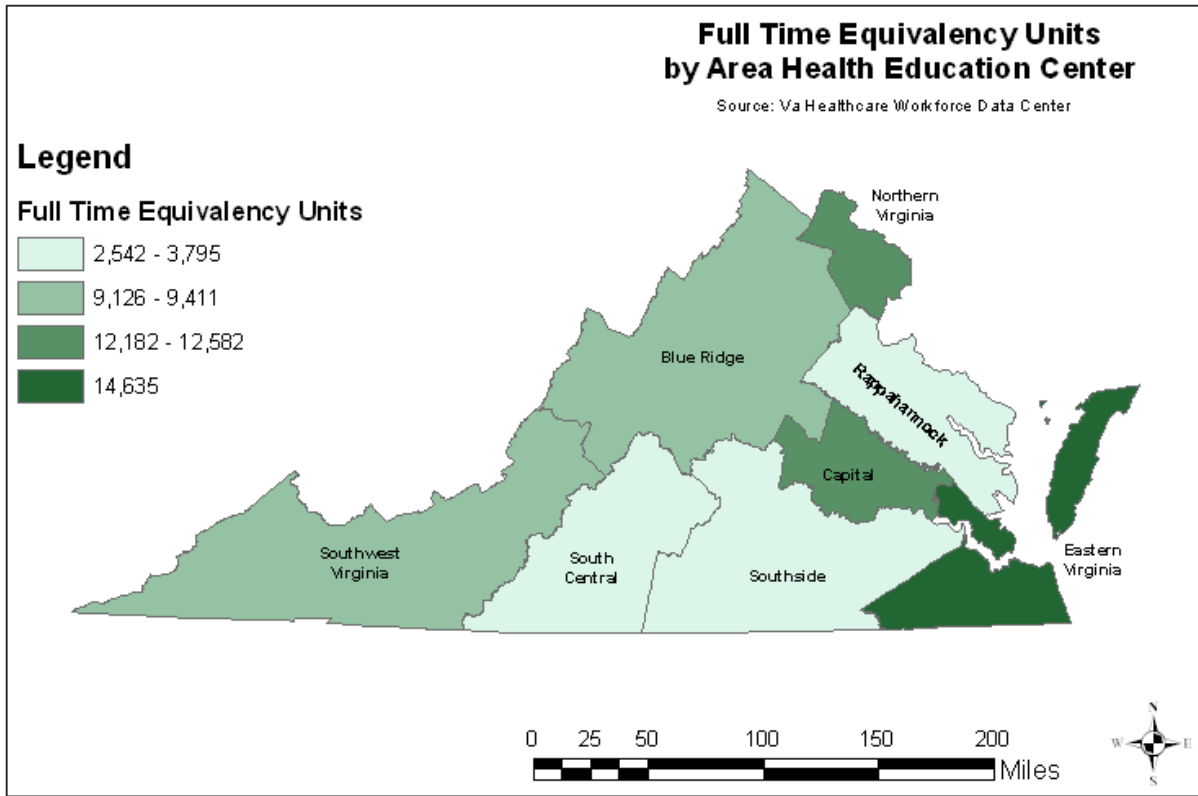 Full Time Equivalency Units
by Area Health Education Center
Source: Va Healthcare Workforce Data Center
Legend
Full Time Equivalency Units
2,542 - 3,795
9,126 - 9,411
12,182 - 12,582
14,635
Northern
Virginia
Blue Ridge
Rappahannock
Capital
Southwest
Virginia
South
Central
Southside
Eastern
Virginia
0 25 50 100 150 200
Miles
N
W E
S